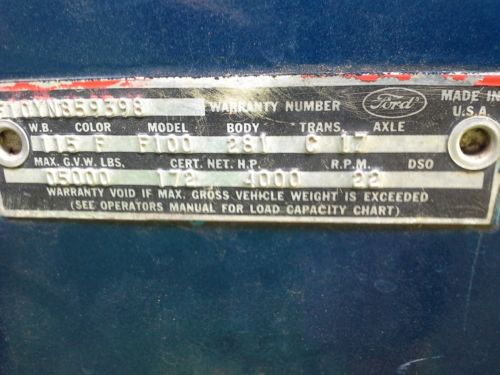 F10YN859398 WARRANTY NUMBER Ford MADE IN
U.S.A
W.B. COLOR MODEL BODY TRANS. AXLE
115 F F100 281 C 17
MAX. G.V.W. LBS. CERT. NET. H.P. R.P.M. DSO
05000 172 4000 22
WARRANTY VOID IF MAX. GROSS VEHICLE WEIGHT IS EXCEEDED
(SEE OPERATORS MANUAL FOR LOAD CAPACITY CHART)